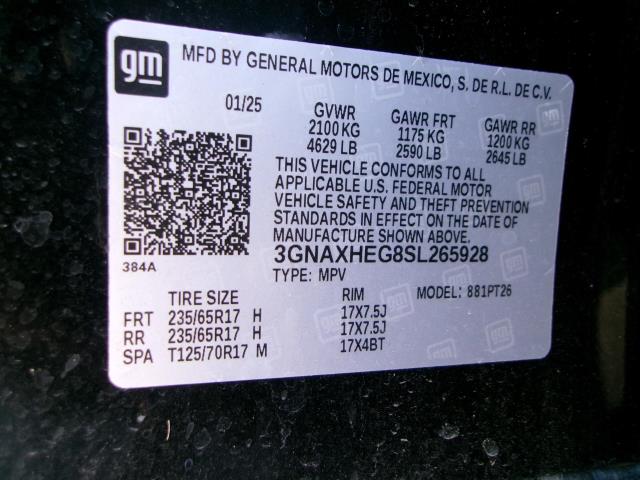 gm
MFD BY GENERAL MOTORS DE MEXICO, S. DE R.L. DE C.V.
01/25 GVWR GAWR FRT GAWR RR
2100 KG 1175 KG 1200 KG
4629 LB 2590 LB 2645 LB
THIS VEHICLE CONFORMS TO ALL
APPLICABLE U.S. FEDERAL MOTOR
VEHICLE SAFETY AND THEFT PREVENTION
STANDARDS IN EFFECT ON THE DATE OF
MANUFACTURE SHOWN ABOVE.
384A 3GNAXHEG8SL265928
TYPE: MPV MODEL: 881PT26
TIRE SIZE RIM
FRT 235/65R17 H 17X7.5J
RR 235/65R17 H 17X7.5J
SPA T125/70R17 M 17X4BT